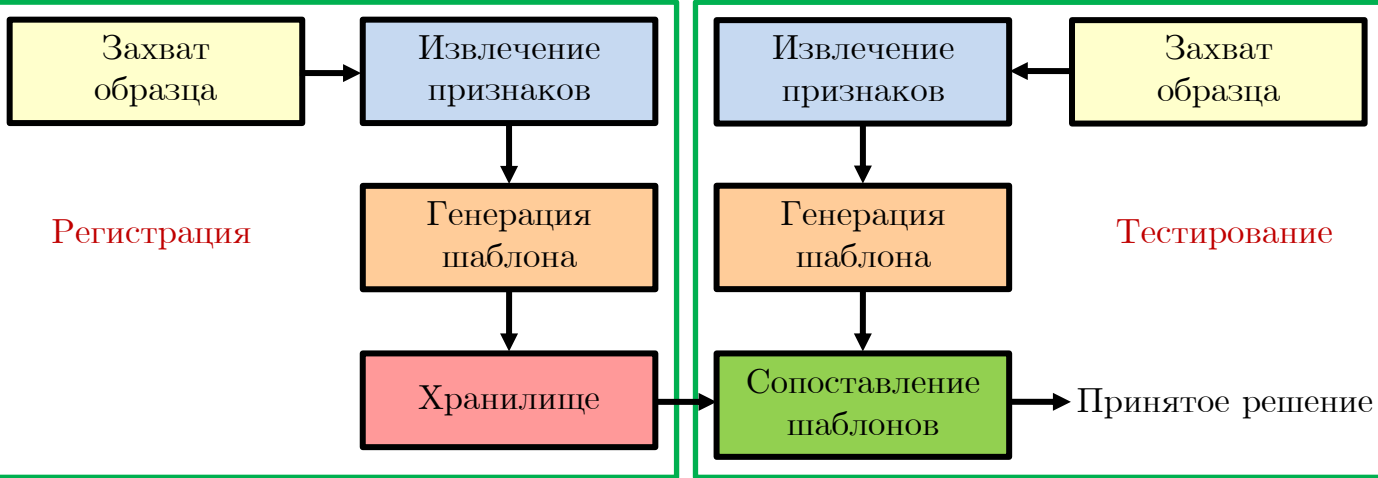 Захват
образца
Извлечение
признаков
Регистрация
Генерация
шаблона
Хранилище
Извлечение
признаков
Захват
образца
Генерация
шаблона
Тестирование
Сопоставление
шаблонов
Принятое решение